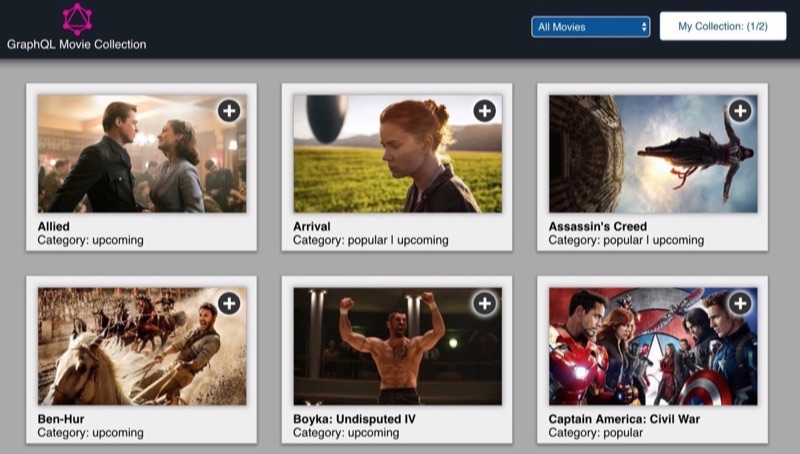 GraphQL Movie Collection
All Movies
My Collection: (1/2)
Allied
Category: upcoming
Arrival
Category: popular | upcoming
Assassin's Creed
Category: popular | upcoming
Ben-Hur
Category: upcoming
Boyka: Undisputed IV
Category: upcoming
Captain America: Civil War
Category: popular